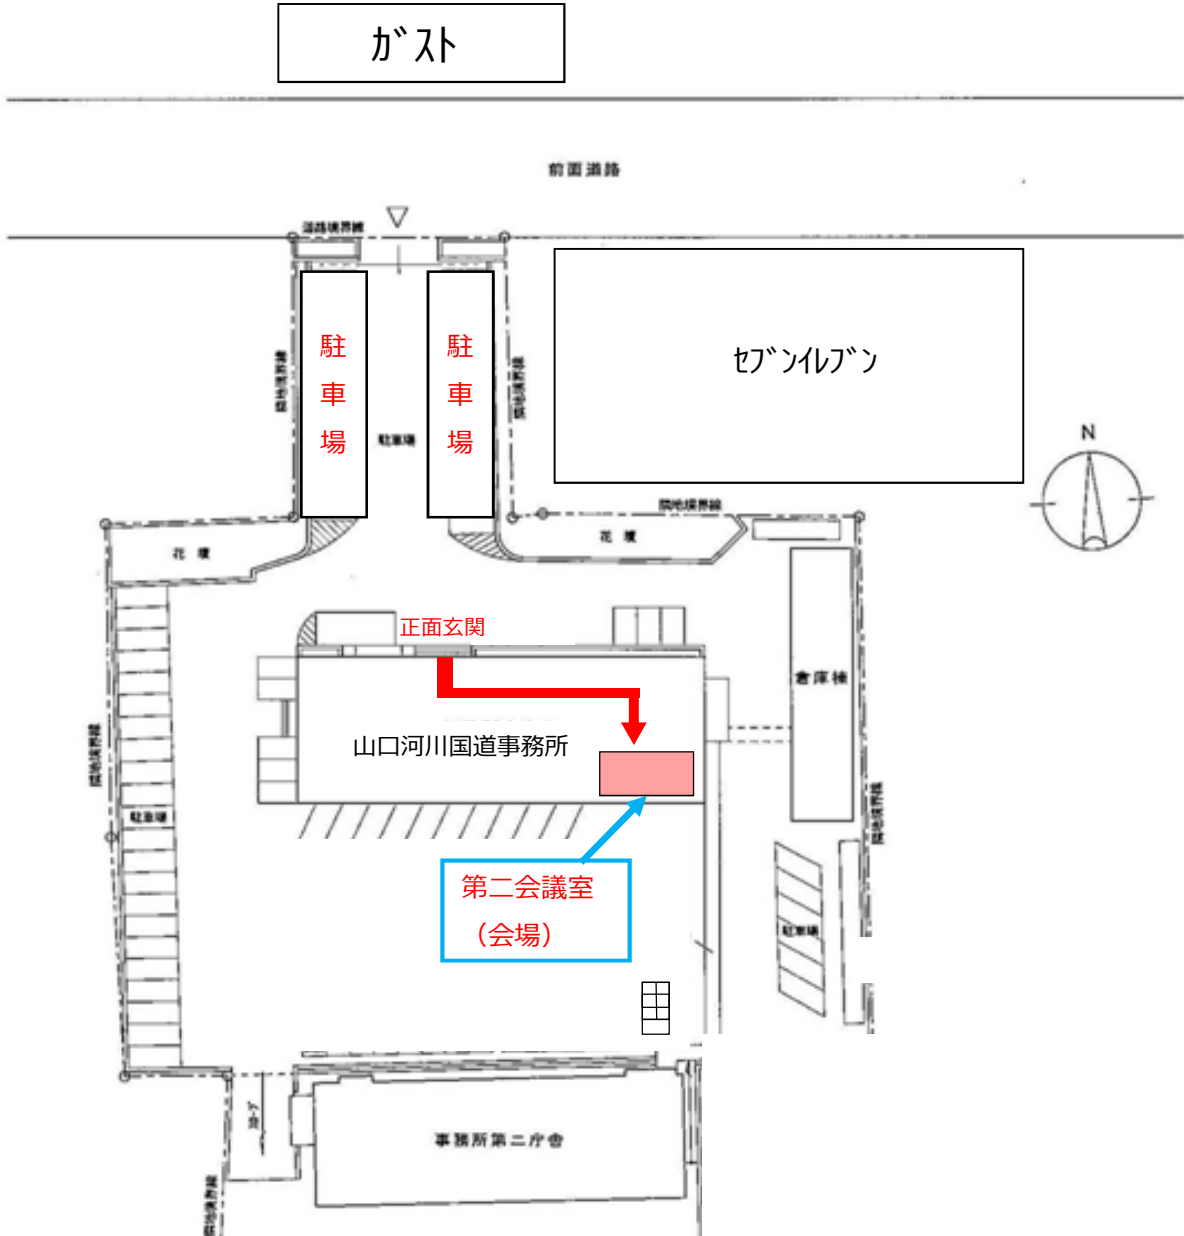 ｶﾞｽﾄ
前面道路
道路境界線
駐車場
駐車場
ｾﾌﾞﾝｲﾚﾌﾞﾝ
隣地境界線
隣地境界線
駐車場
N
隣地境界線
花壇
花壇
正面玄関
倉庫棟
山口河川国道事務所
隣地境界線
駐車場
隣地境界線
第二会議室
（会場）
駐車場
ｽﾛｰﾌﾟ
事務所第二庁舎
隣地境界線